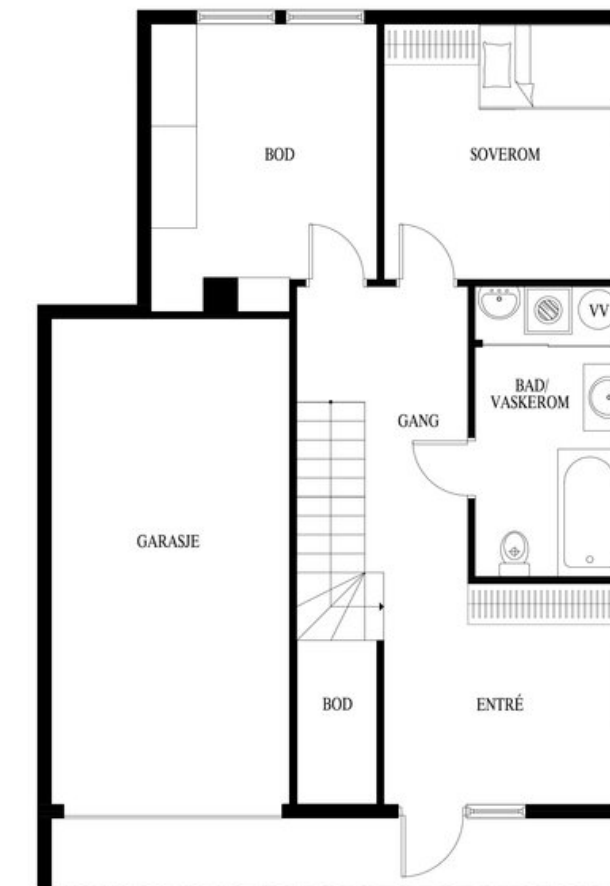 BOD
SOVEROM
VV
BAD/
VASKEROM
GANG
GARASJE
BOD
ENTRÉ